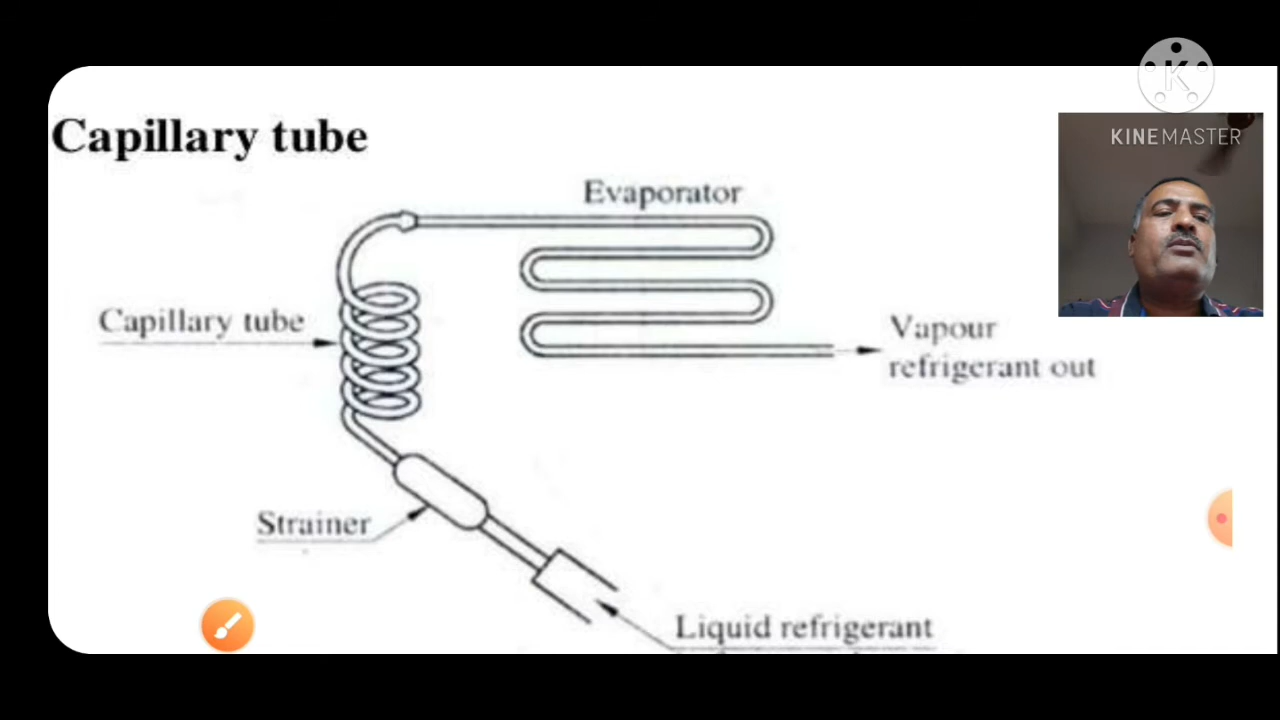 Capillary tube
K
KINEMASTER
Evaporator
Capillary tube
Vapour
refrigerant out
Strainer
Liquid refrigerant